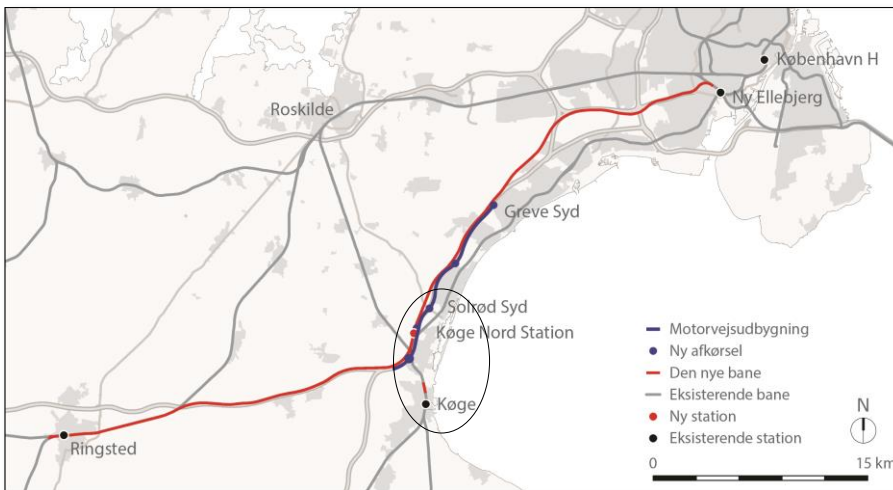 København H
Ny Ellebjerg
Roskilde
Greve Syd
Solrød Syd
Køge Nord Station
Køge
Ringsted
Motorvejsudbygning
Ny afkørsel
Den nye bane
Eksisterende bane
Ny station
Eksisterende station
N
0 15 km